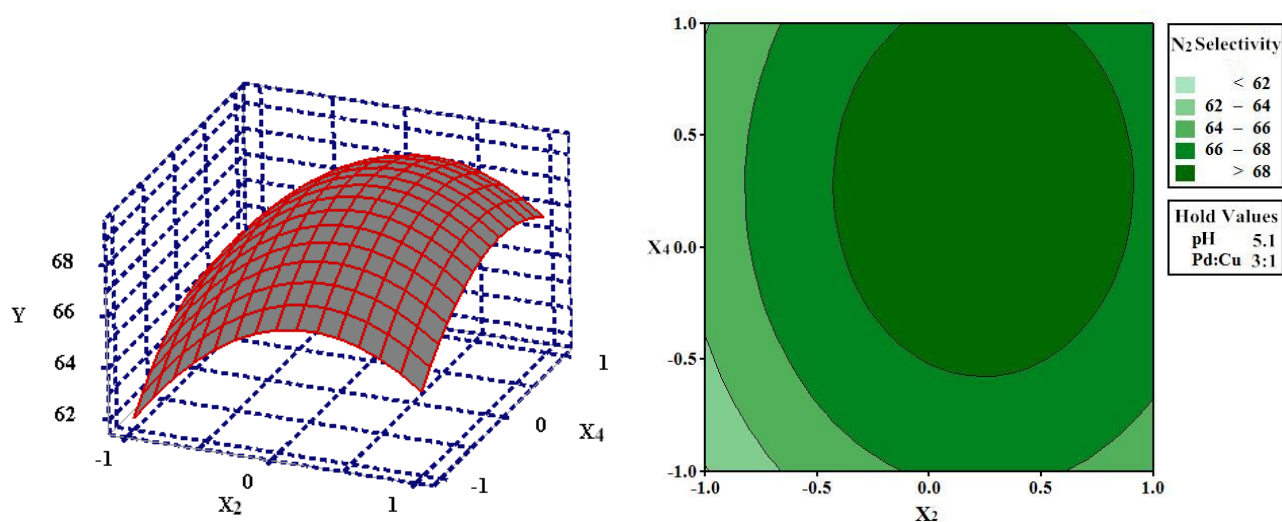 68
66
Y
64
62
-1
0
X2
1
-1
0
X4
1
1.0
0.5
X4 0.0
-0.5
-1.0
-1.0
-0.5
0.0
0.5
1.0
X2
N2 Selectivity
< 62
62 – 64
64 – 66
66 – 68
> 68
Hold Values
pH 5.1
Pd:Cu 3:1